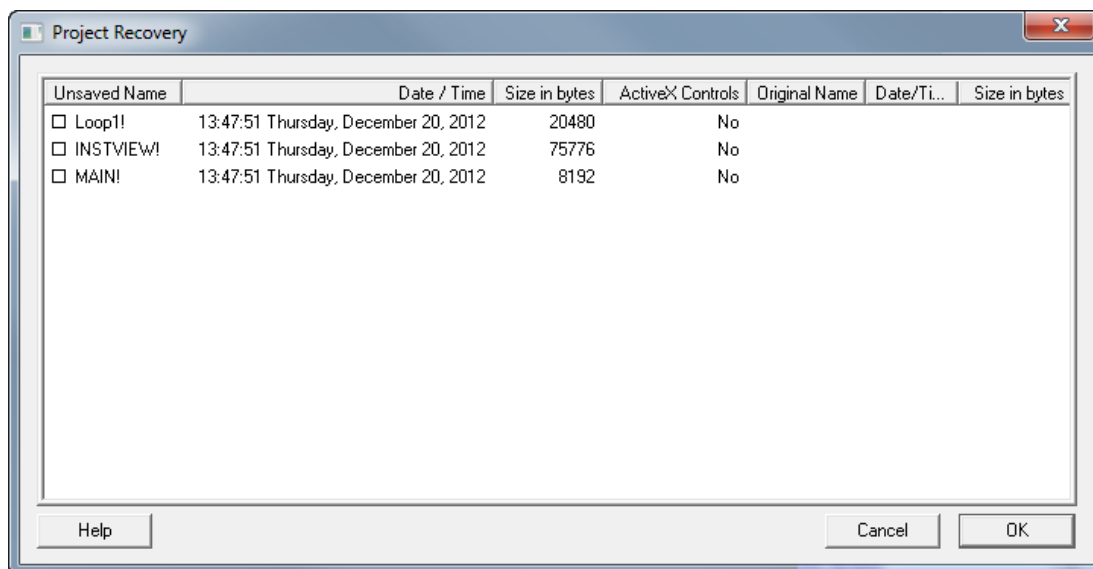 Project Recovery
Unsaved Name Date / Time Size in bytes ActiveX Controls Original Name Date/Ti... Size in bytes
Loop1! 13:47:51 Thursday, December 20, 2012 20480 No
INSTVIEW! 13:47:51 Thursday, December 20, 2012 75776 No
MAIN! 13:47:51 Thursday, December 20, 2012 8192 No
Help Cancel OK